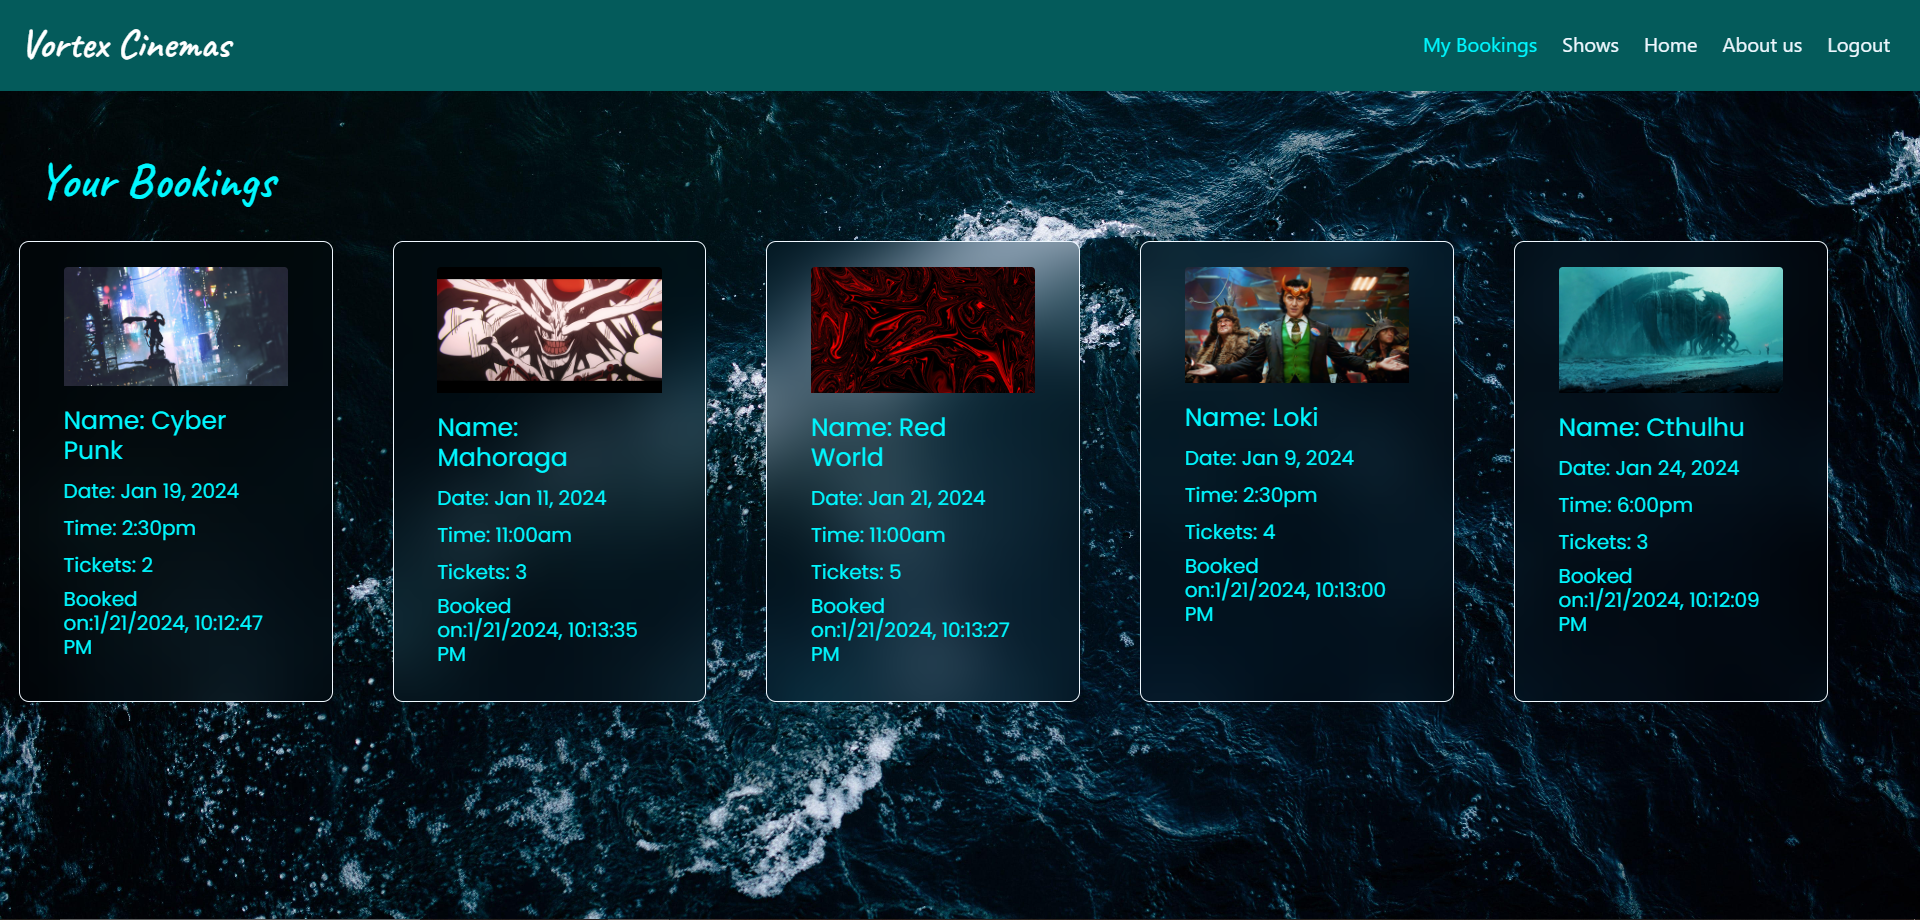 Vortex Cinemas
My Bookings Shows Home About us Logout
Your Bookings
Name: Cyber
Punk
Date: Jan 19, 2024
Time: 2:30pm
Tickets: 2
Booked
on:1/21/2024, 10:12:47
PM
Name:
Mahoraga
Date: Jan 11, 2024
Time: 11:00am
Tickets: 3
Booked
on:1/21/2024, 10:13:35
PM
Name: Red
World
Date: Jan 21, 2024
Time: 11:00am
Tickets: 5
Booked
on:1/21/2024, 10:13:27
PM
Name: Loki
Date: Jan 9, 2024
Time: 2:30pm
Tickets: 4
Booked
on:1/21/2024, 10:13:00
PM
Name: Cthulhu
Date: Jan 24, 2024
Time: 6:00pm
Tickets: 3
Booked
on:1/21/2024, 10:12:09
PM